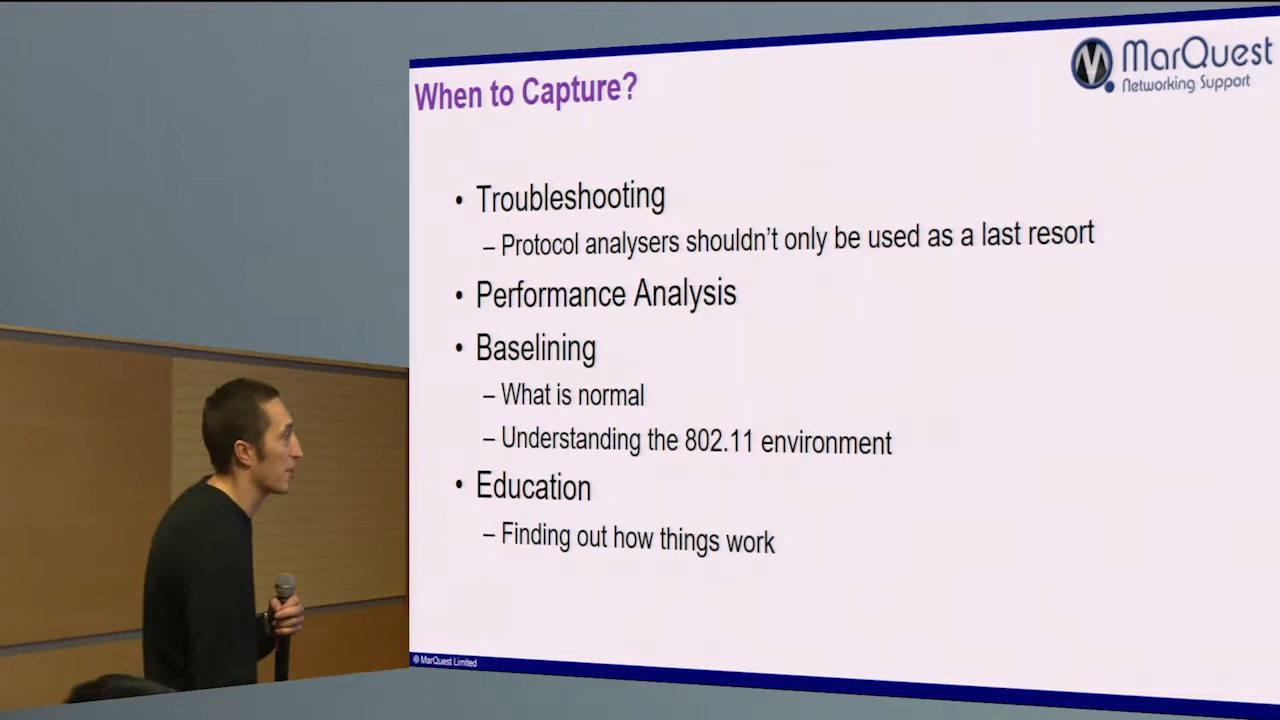 When to Capture?
MarQuest
Networking Support
• Troubleshooting
– Protocol analysers shouldn't only be used as a last resort
• Performance Analysis
• Baselining
– What is normal
– Understanding the 802.11 environment
• Education
– Finding out how things work
© MarQuest Limited